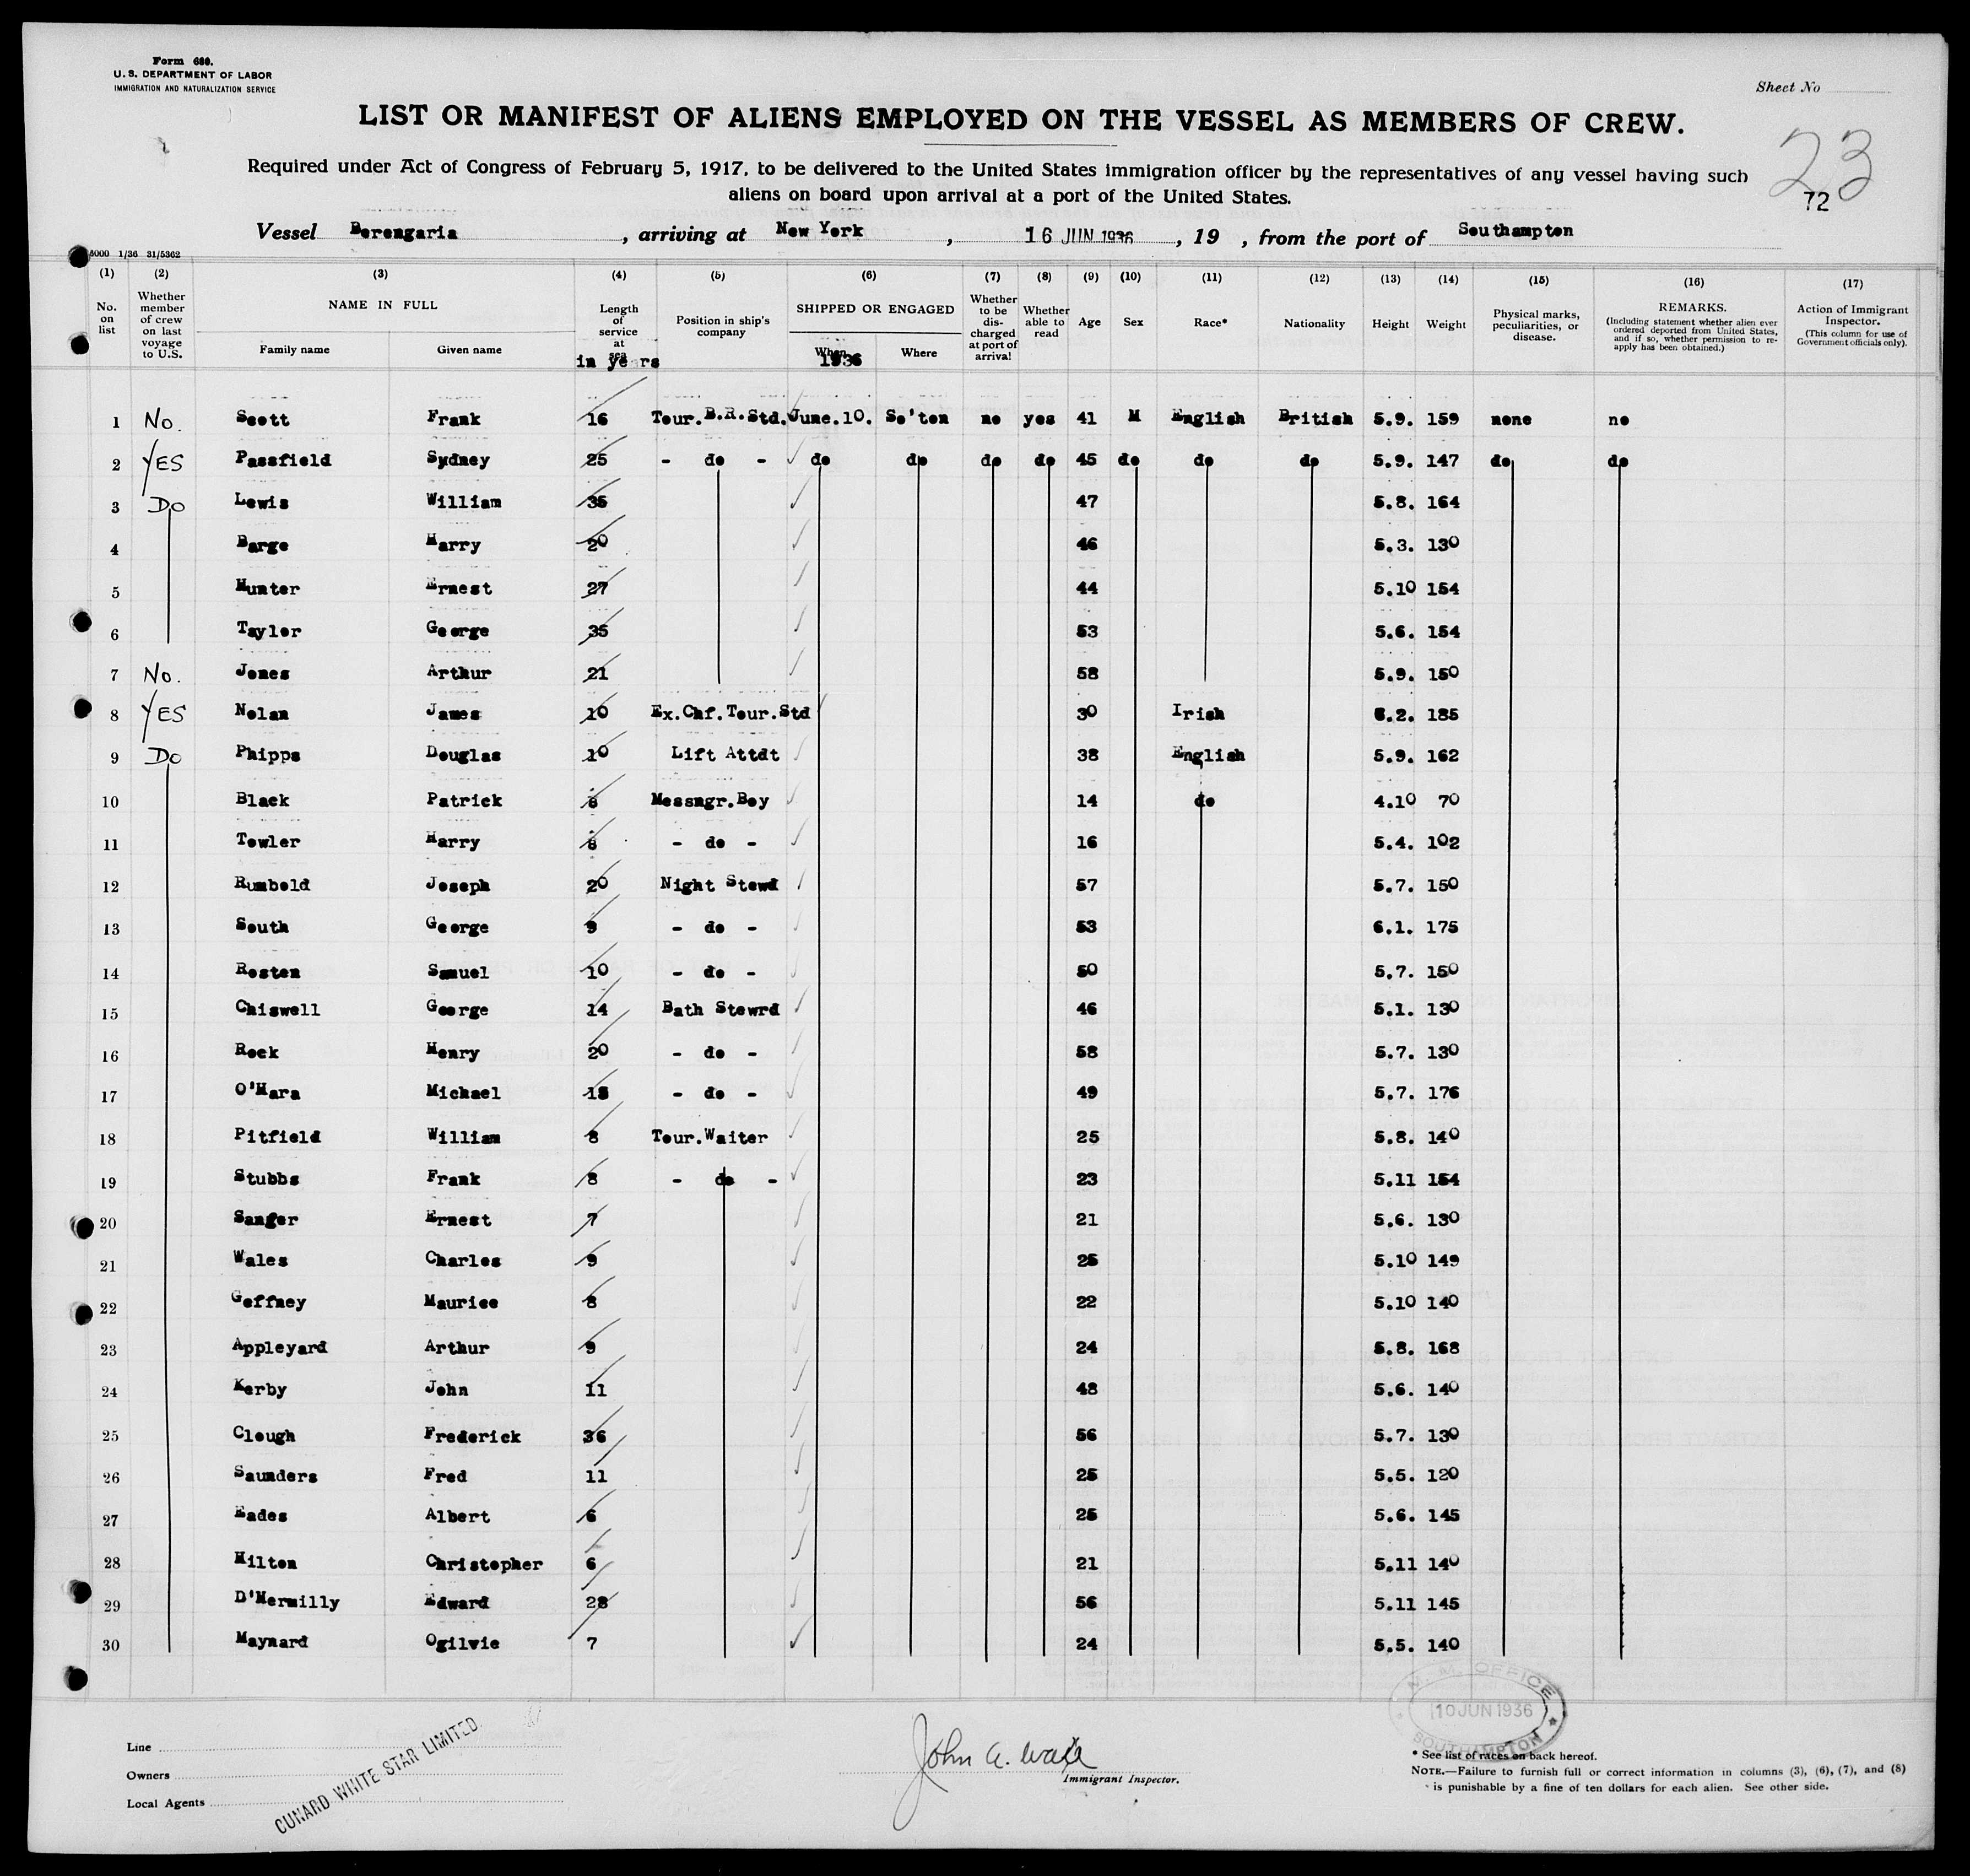 Form 680.
U. S. DEPARTMENT OF LABOR
IMMIGRATION AND NATURALIZATION SERVICE
Sheet No
LIST OR MANIFEST OF ALIENS EMPLOYED ON THE VESSEL AS MEMBERS OF CREW.
23
Required under Act of Congress of February 5, 1917, to be delivered to the United States immigration officer by the representatives of any vessel having such
aliens on board upon arrival at a port of the United States.
72
Vessel Berengaria, arriving at New York, 16 JUN 1936, 19 , from the port of Southampton
5000 1/36 31/5362
(1) (2) (3) (4) (5) (6) (7) (8) (9) (10) (11) (12) (13) (14) (15) (16) (17)
No. on list
Whether member of crew on last voyage to U.S.
NAME IN FULL
Family name Given name
Length of service at sea in years
Position in ship's company
SHIPPED OR ENGAGED
When 1936 Where
Whether to be discharged at port of arrival
Whether able to read
Age Sex Race* Nationality Height Weight
Physical marks, peculiarities, or disease.
REMARKS. (Including statement whether alien ever ordered deported from United States, and if so, whether permission to re-apply has been obtained.)
Action of Immigrant Inspector. (This column for use of Government officials only).
1 No. Scott Frank 16 Tour.B.R.Std. June.10. So'ton no yes 41 M English British 5.9. 159 none no
2 YES Passfield Sydney 25 - do - do do do do 45 do do do 5.9. 147 do do
3 Do Lewis William 35 47 5.8. 164
4 Barge Harry 20 46 5.3. 130
5 Hunter Ernest 27 44 5.10 154
6 Tayler George 35 53 5.6. 154
7 No. Jones Arthur 21 58 5.9. 150
8 YES Nolan James 10 Ex.Chf.Tour.Std 30 Irish 6.2. 185
9 Do Phipps Douglas 10 Lift Attdt 38 English 5.9. 162
10 Black Patrick Messngr.Boy 14 do 4.10 70
11 Towler Harry - do - 16 5.4. 102
12 Rumbold Joseph 20 Night Stewd 57 5.7. 150
13 South George 9 - do - 53 6.1. 175
14 Rosten Samuel 10 - do - 50 5.7. 150
15 Chiswell George 14 Bath Stewrd 46 5.1. 130
16 Rock Henry 20 - do - 58 5.7. 130
17 O'Hara Michael 18 - do - 49 5.7. 176
18 Pitfield William 8 Tour.Waiter 25 5.8. 140
19 Stubbs Frank 8 - do - 23 5.11 154
20 Sanger Ernest 7 21 5.6. 130
21 Wales Charles 9 25 5.10 149
22 Geffney Maurice 8 22 5.10 140
23 Appleyard Arthur 9 24 5.8. 168
24 Kerby John 11 48 5.6. 140
25 Clough Frederick 36 56 5.7. 130
26 Saunders Fred 11 25 5.5. 120
27 Eades Albert 6 25 5.6. 145
28 Hilton Christopher 6 21 5.11 140
29 D'Hermilly Edward 28 56 5.11 145
30 Maynard Ogilvie 7 24 5.5. 140
M. M. OFFICE
10 JUN 1936
SOUTHAMPTON
Line
Owners
Local Agents
CUNARD WHITE STAR LIMITED.
John A.
Immigrant Inspector.
* See list of races on back hereof.
NOTE.—Failure to furnish full or correct information in columns (3), (6), (7), and (8)
is punishable by a fine of ten dollars for each alien. See other side.